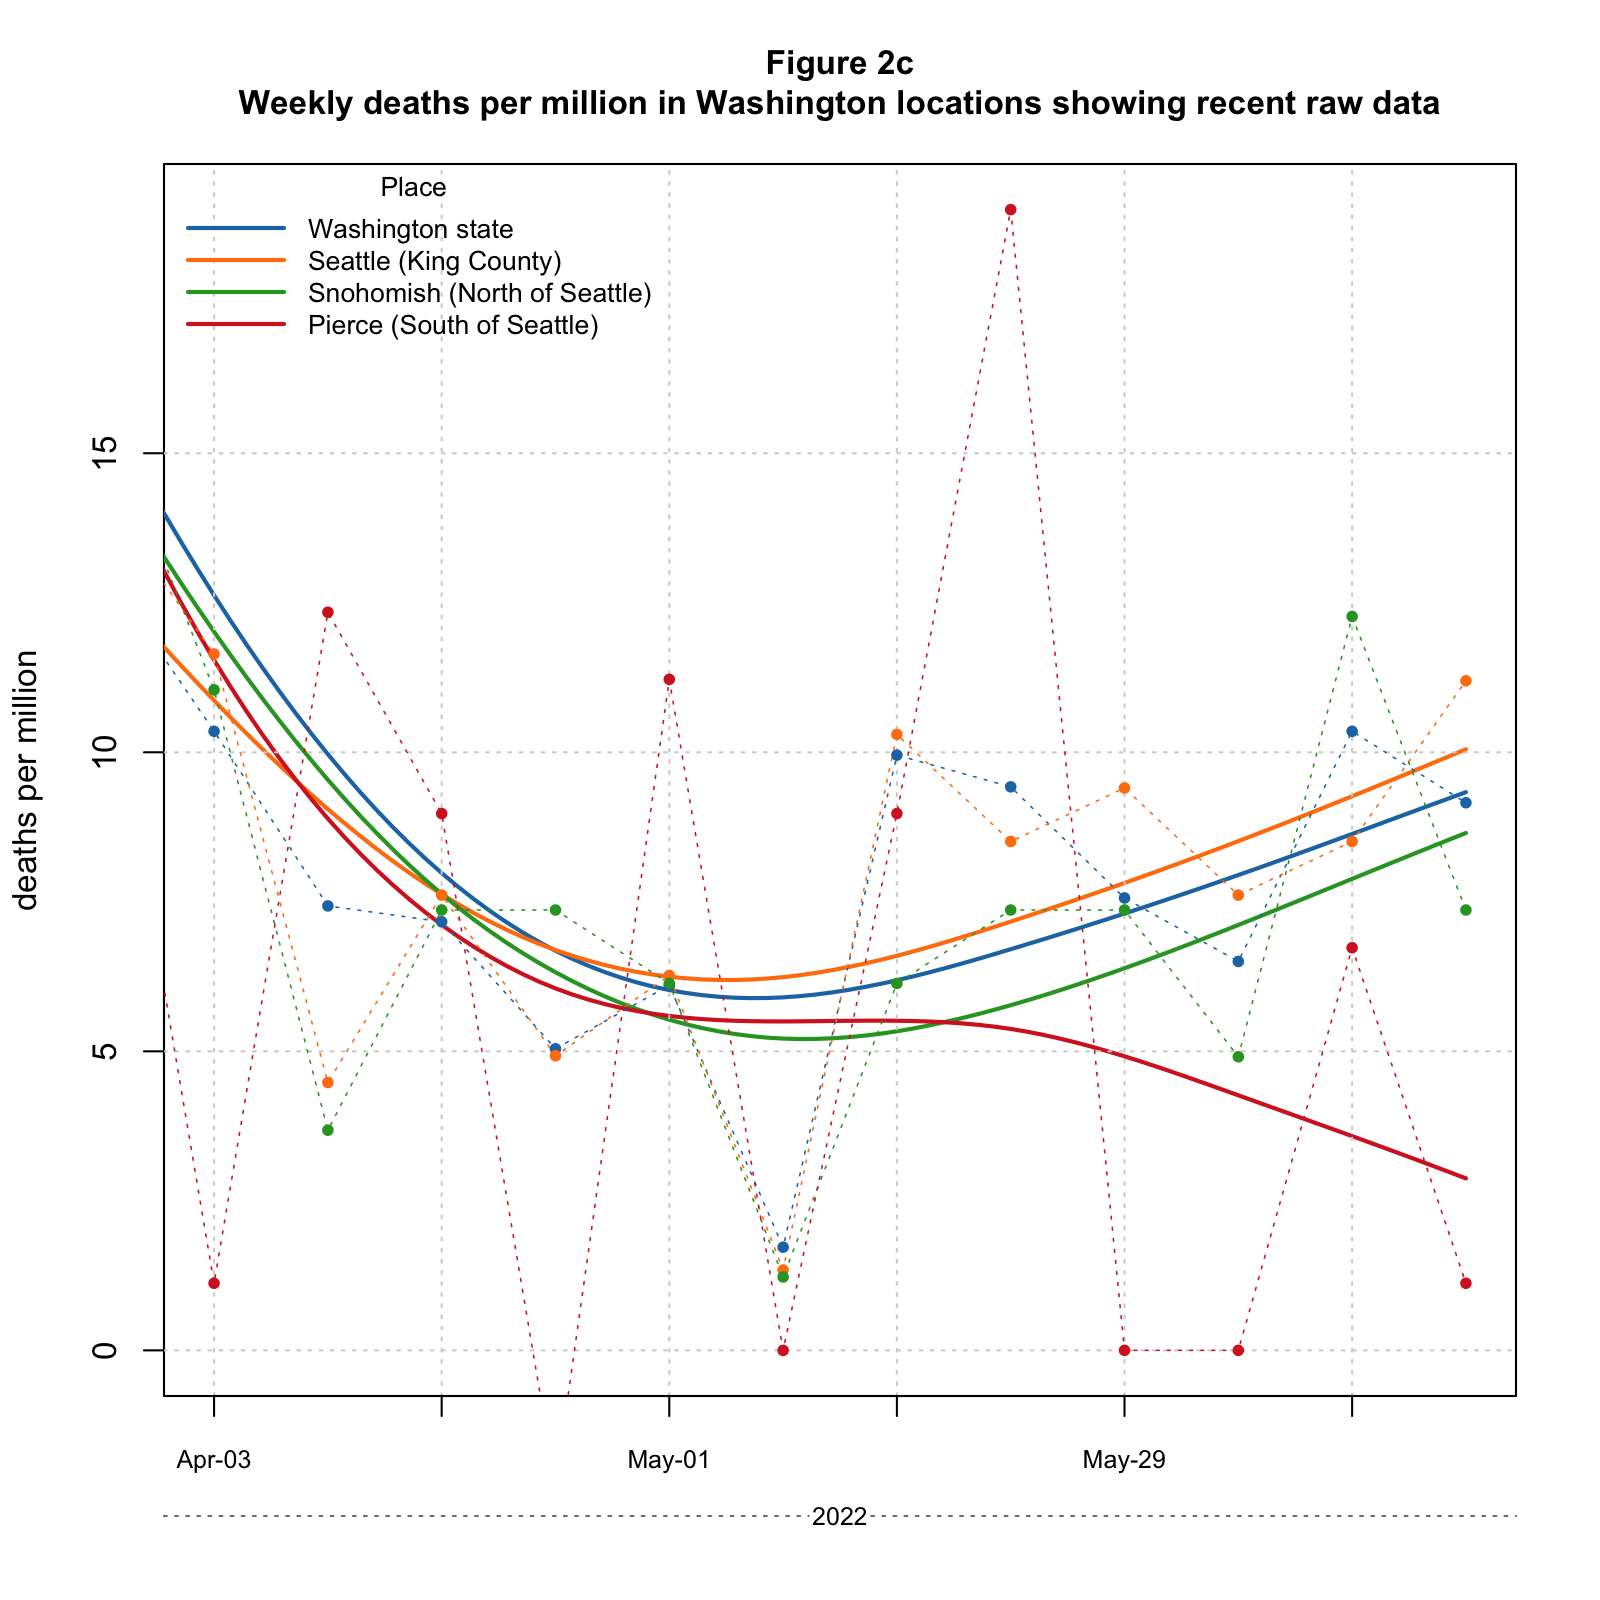 Figure 2c
Weekly deaths per million in Washington locations showing recent raw data
Place
Washington state
Seattle (King County)
Snohomish (North of Seattle)
Pierce (South of Seattle)
deaths per million
15
10
5
0
Apr-03
May-01
May-29
2022